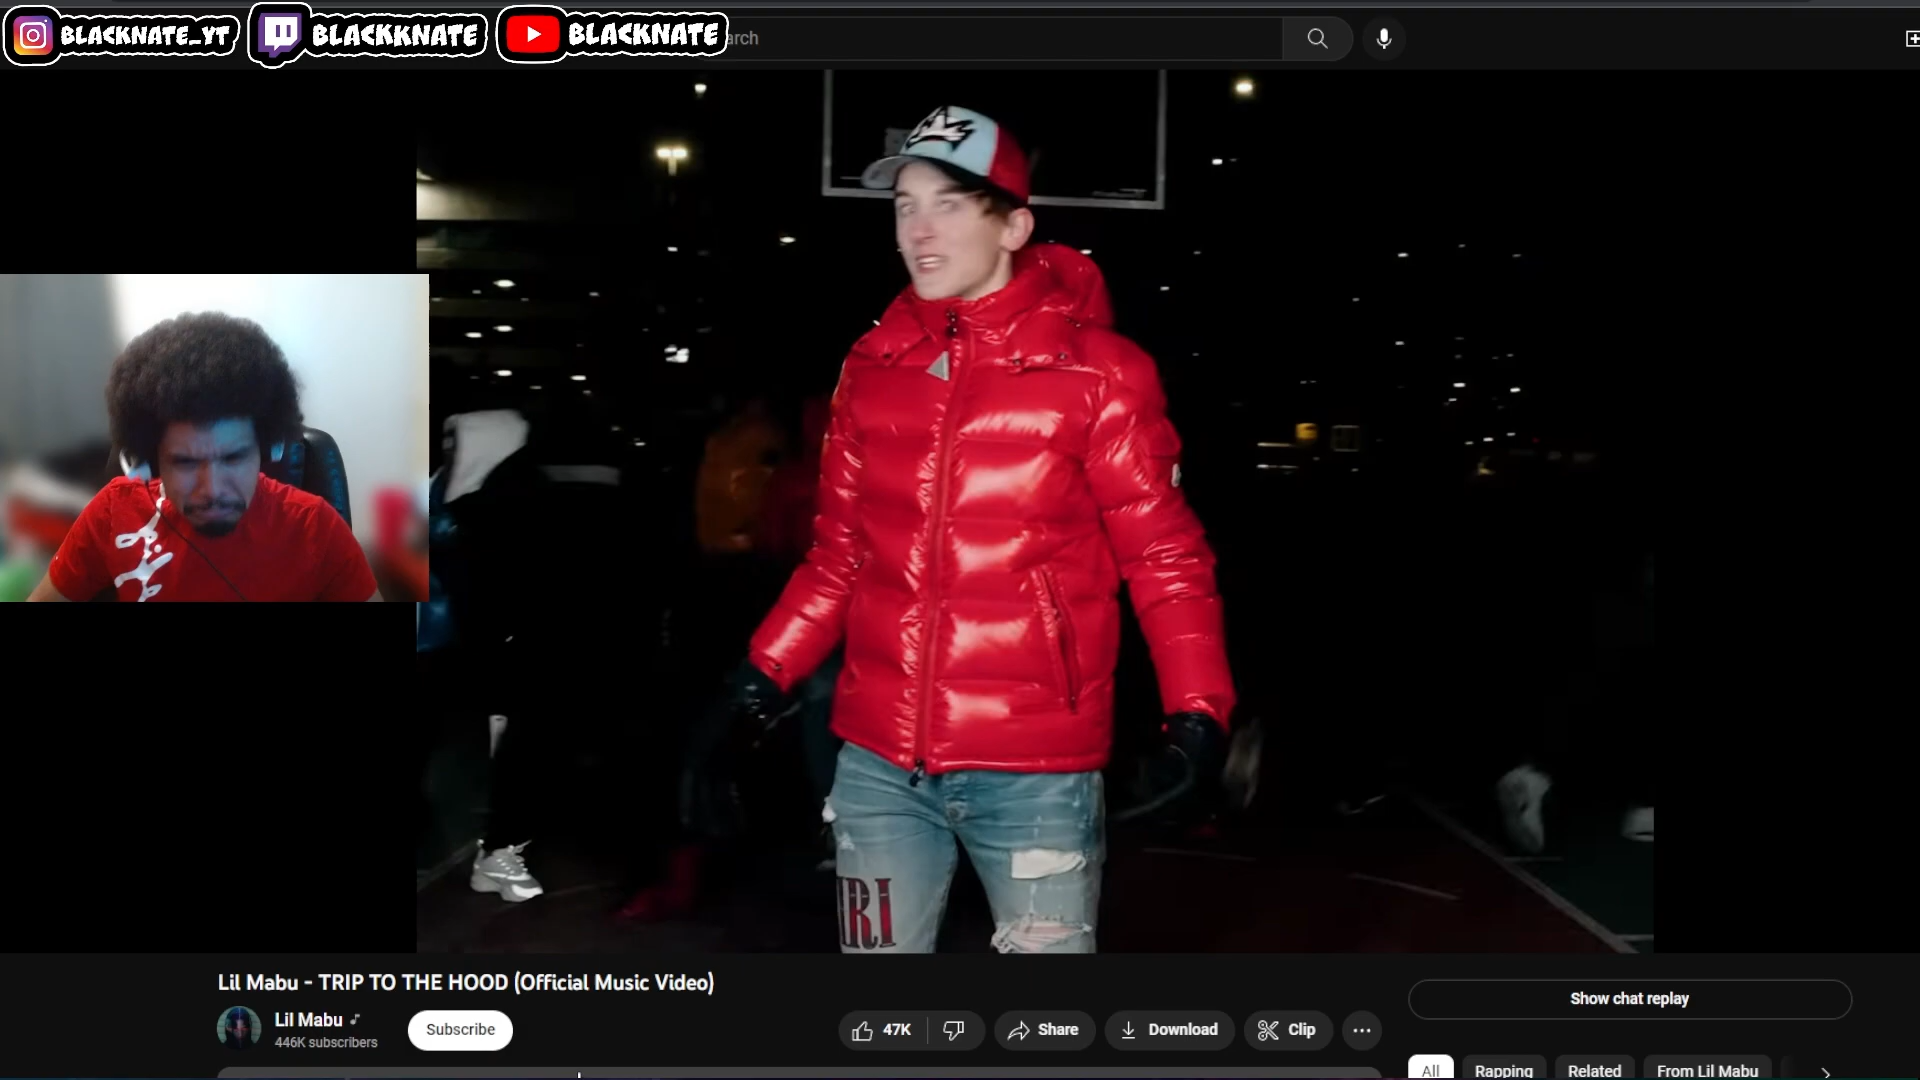 BLACKNATE_YT
BLACKKNATE
BLACKNATE
arch
IRI
Lil Mabu - TRIP TO THE HOOD (Official Music Video)
Lil Mabu
446K subscribers
Subscribe
47K
Share
Download
Clip
Show chat replay
All
Rapping
Related
From Lil Mabu